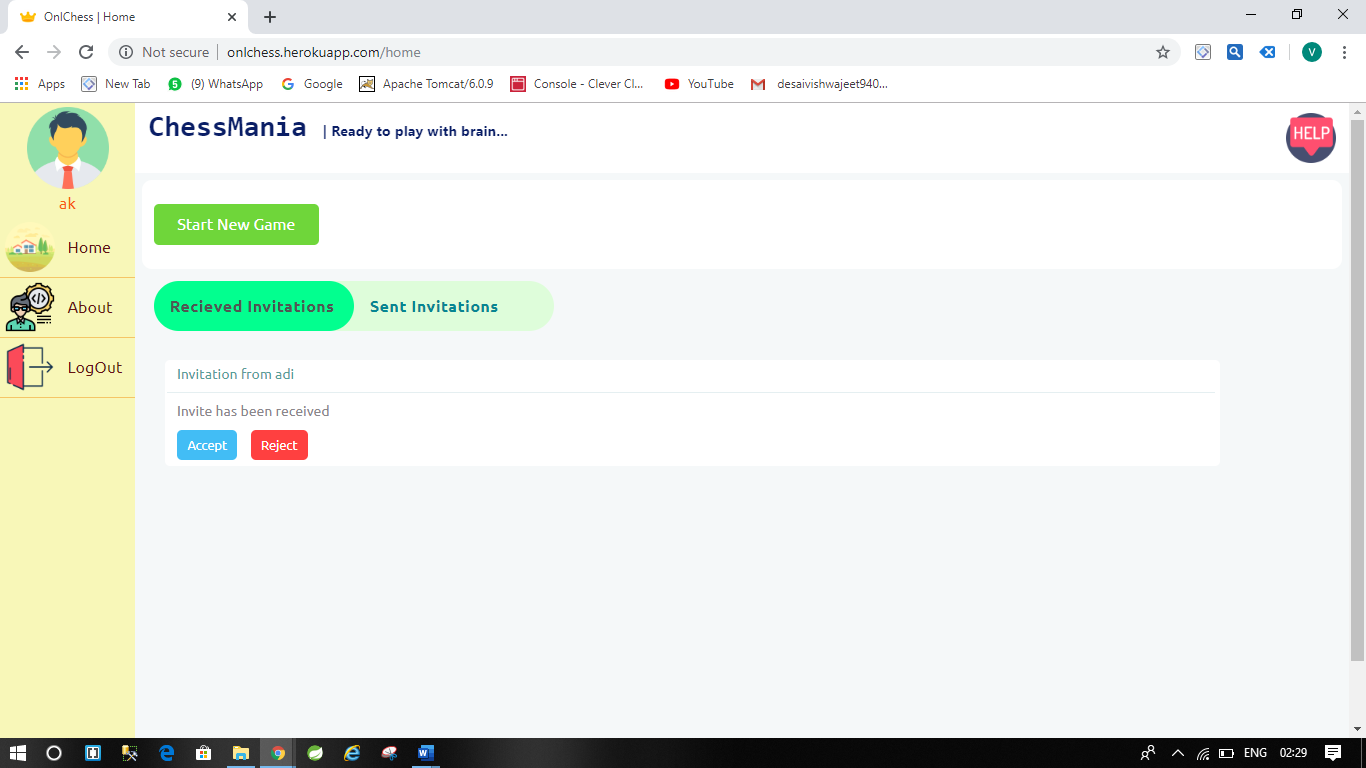 OnlChess | Home
Not secure | onlchess.herokuapp.com/home
V
Apps New Tab (9) WhatsApp Google Apache Tomcat/6.0.9 Console - Clever Cl... YouTube desaivishwajeet940...
ChessMania | Ready to play with brain...
HELP
ak
Home
About
LogOut
Start New Game
Recieved Invitations Sent Invitations
Invitation from adi
Invite has been received
Accept Reject
ENG 02:29